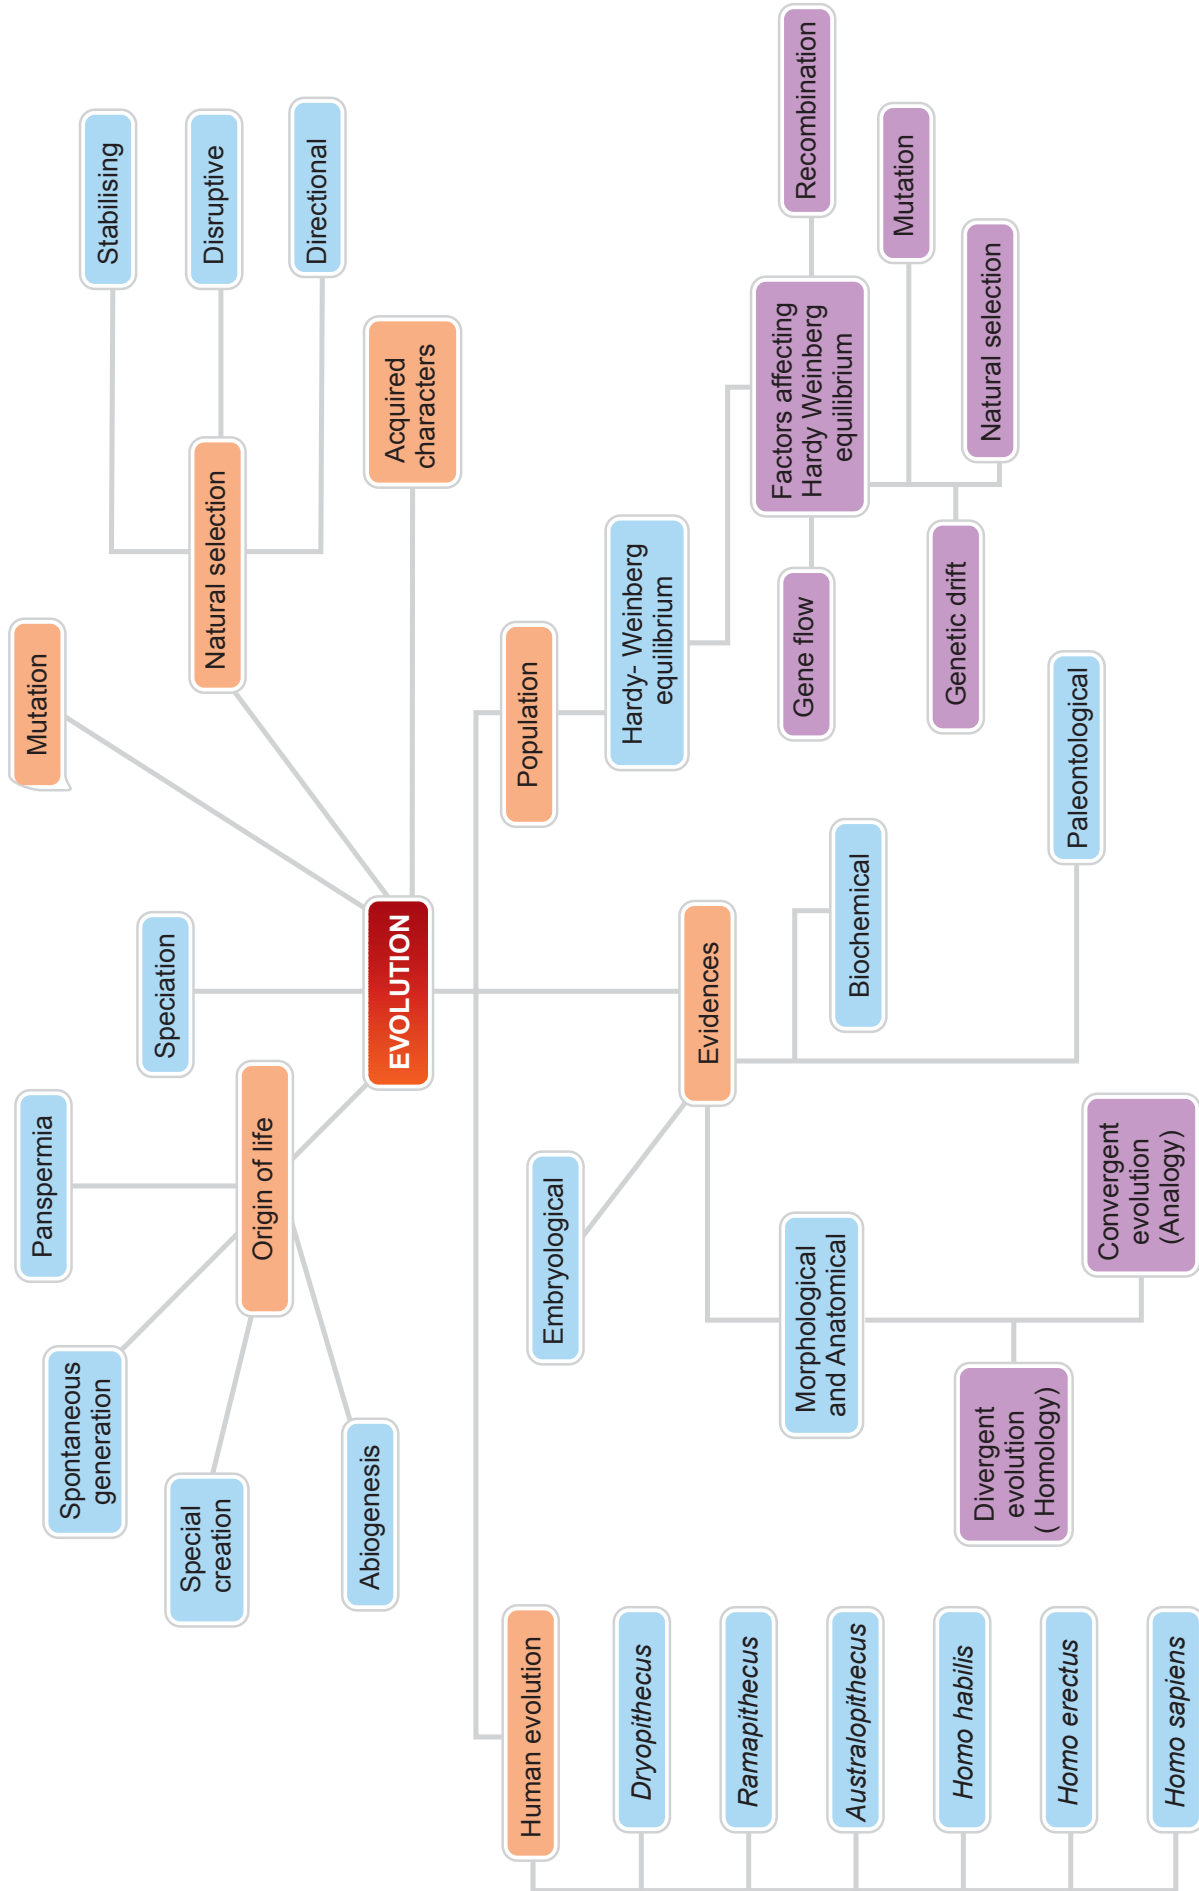 Panspermia
Spontaneous
generation
Special
creation
Abiogenesis
Origin of life
Speciation
Mutation
Natural selection
Stabilising
Disruptive
Directional
Acquired
characters
EVOLUTION
Human evolution
Dryopithecus
Ramapithecus
Australopithecus
Homo habilis
Homo erectus
Homo sapiens
Evidences
Embryological
Morphological
and Anatomical
Divergent
evolution
( Homology)
Convergent
evolution
(Analogy)
Biochemical
Paleontological
Population
Hardy- Weinberg
equilibrium
Factors affecting
Hardy Weinberg
equilibrium
Gene flow
Recombination
Mutation
Genetic drift
Natural selection